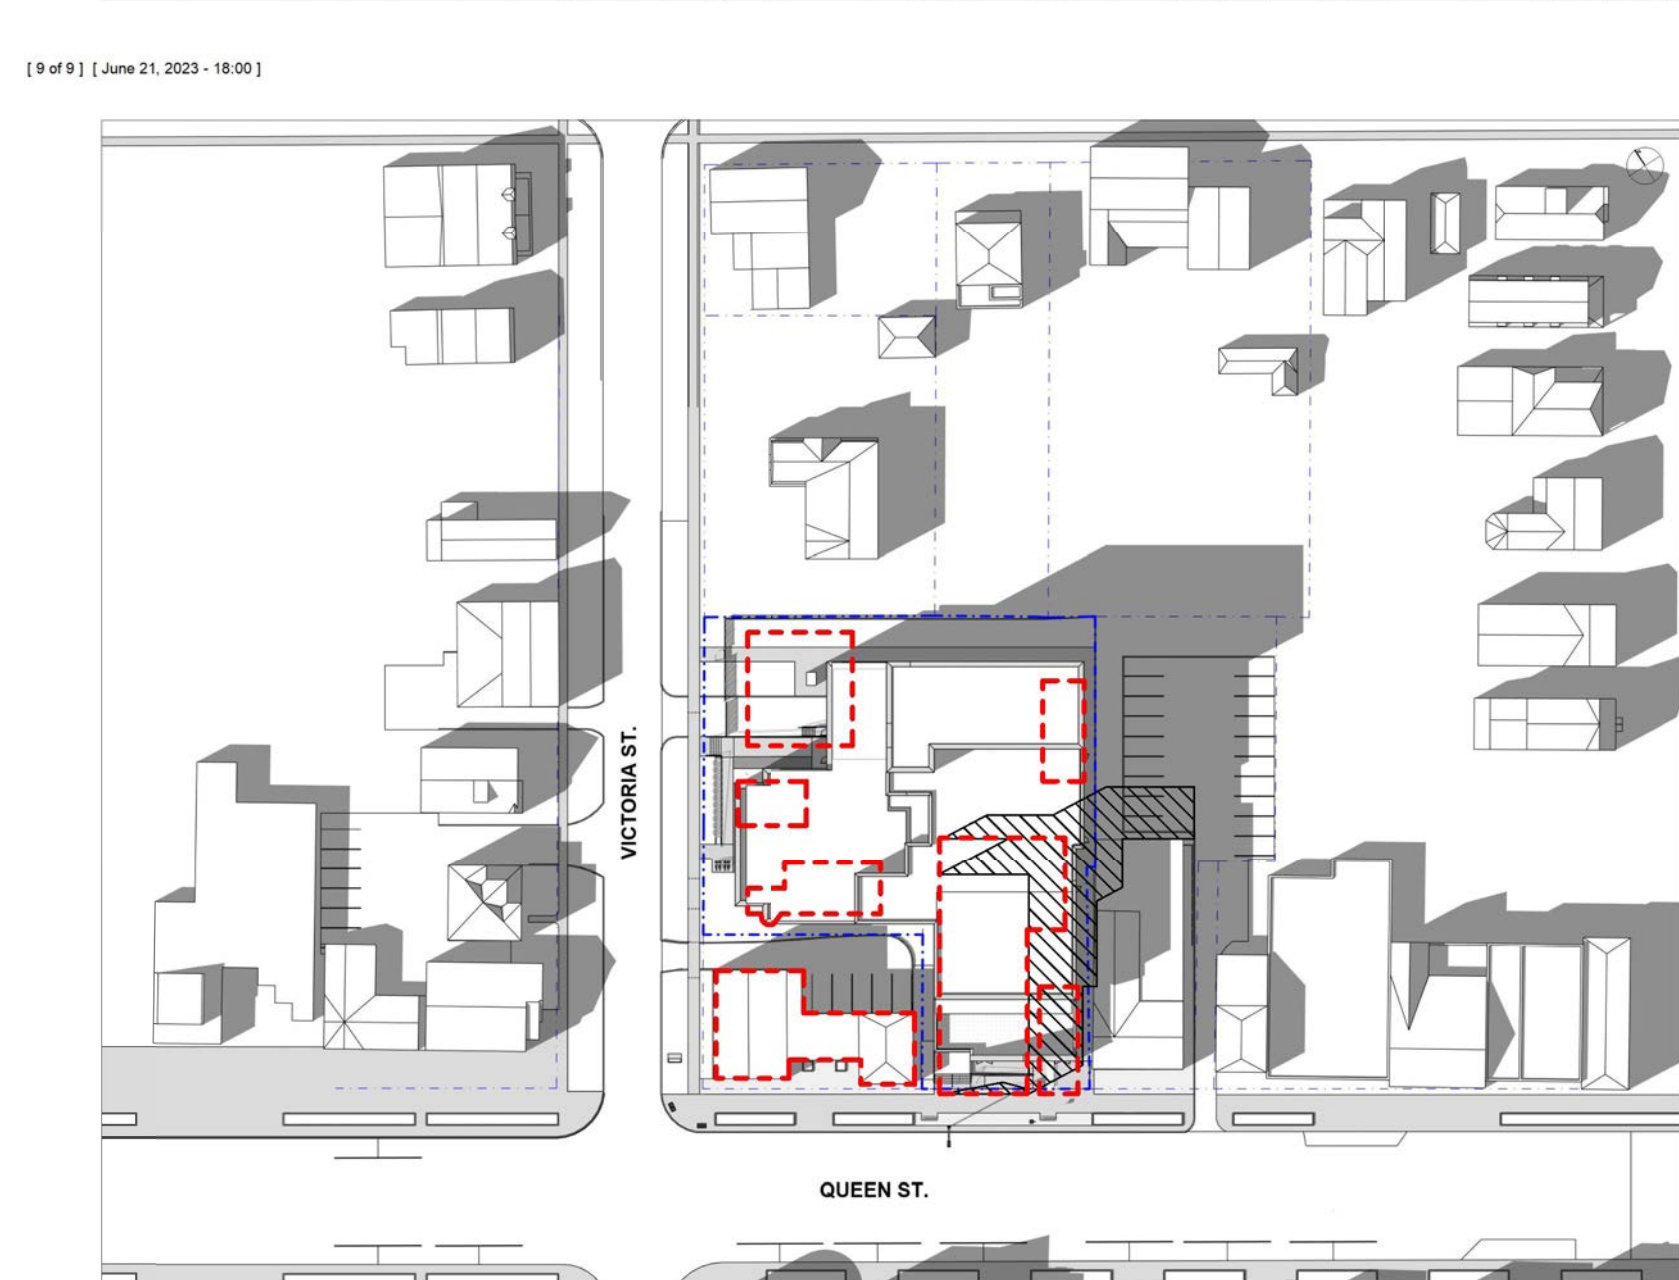 [ 9 of 9 ] [ June 21, 2023 - 18:00 ]
VICTORIA ST.
QUEEN ST.